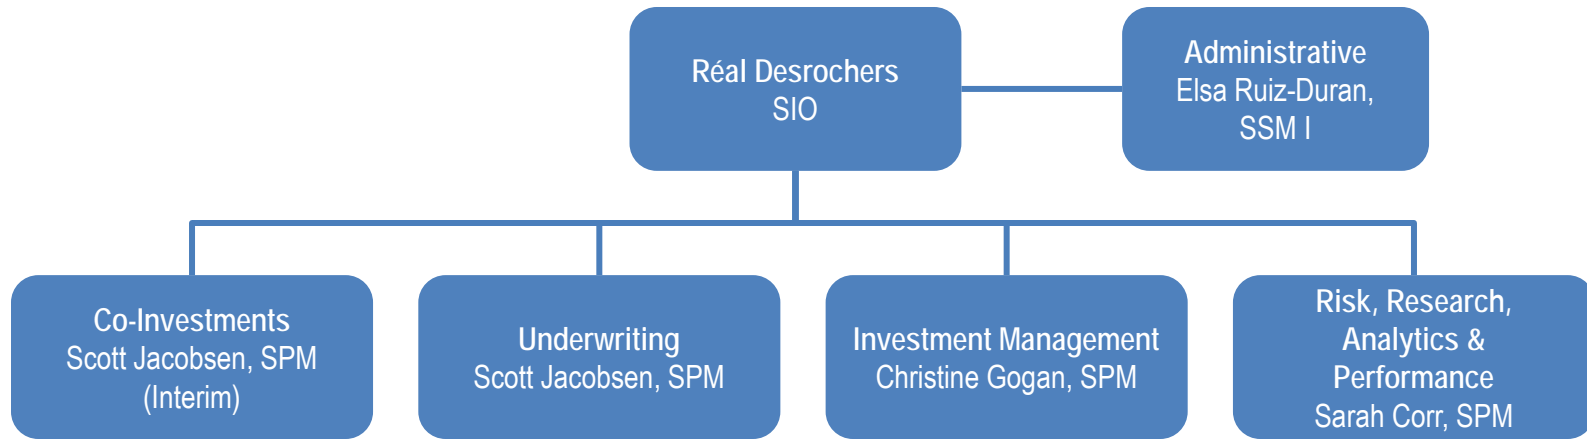 Réal Desrochers
SIO
Administrative
Elsa Ruiz-Duran,
SSM I
Co-Investments
Scott Jacobsen, SPM
(Interim)
Underwriting
Scott Jacobsen, SPM
Investment Management
Christine Gogan, SPM
Risk, Research,
Analytics &
Performance
Sarah Corr, SPM